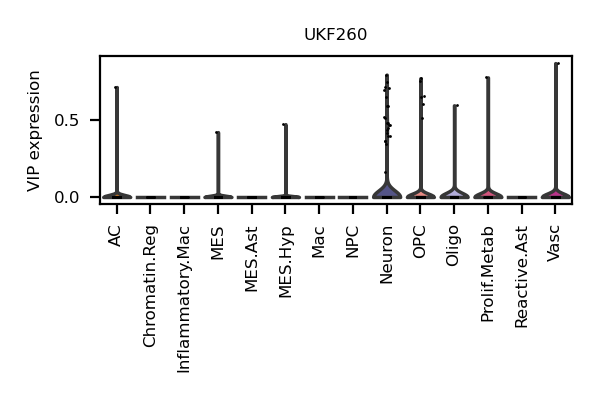 UKF260
VIP expression
0.5
0.0
AC
Chromatin.Reg
Inflammatory.Mac
MES
MES.Ast
MES.Hyp
Mac
NPC
Neuron
OPC
Oligo
Prolif.Metab
Reactive.Ast
Vasc